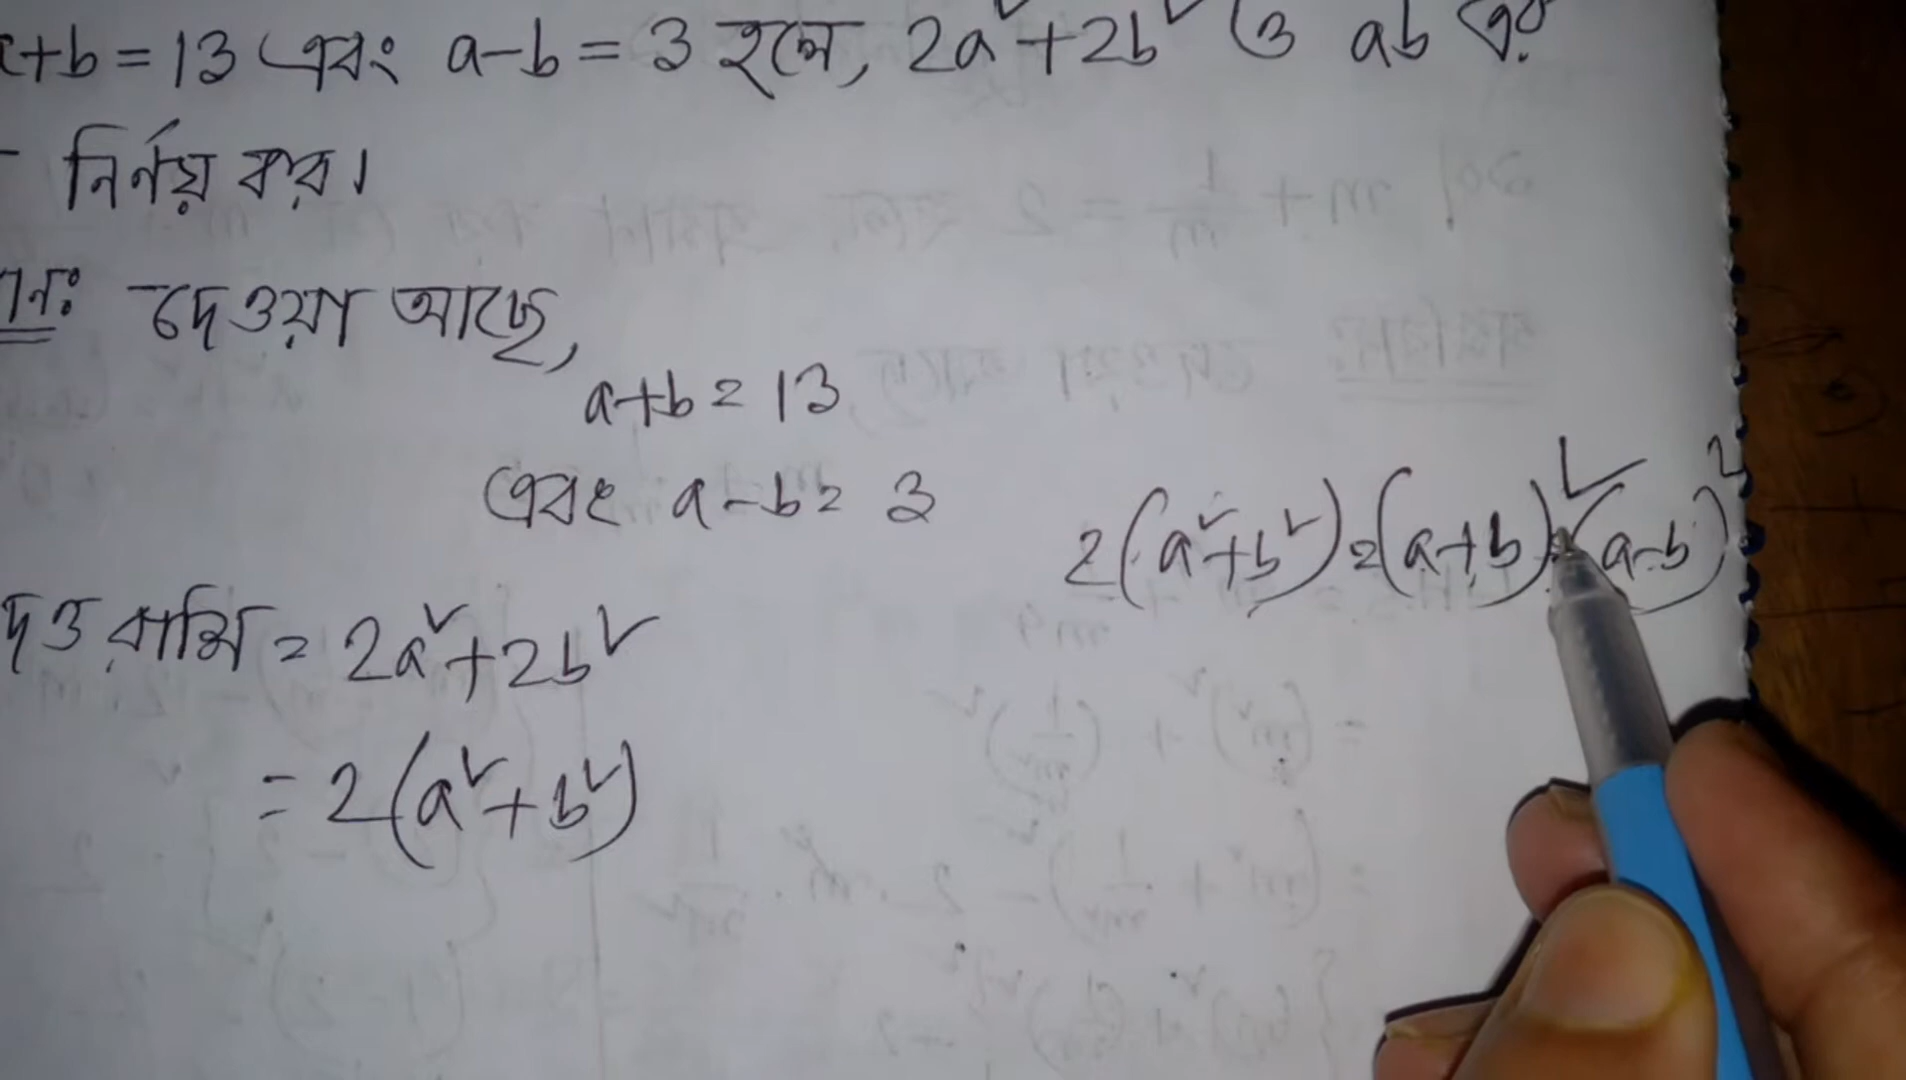 a+b = 13 এবং a-b = 3 হলে, 2a²+2b² ও ab এর
নির্ণয় কর।
দেওয়া আছে,
a+b = 13
এবং a-b = 3
2(a²+b²) = (a+b)² (a-b)²
রাশি = 2a²+2b²
= 2(a²+b²)